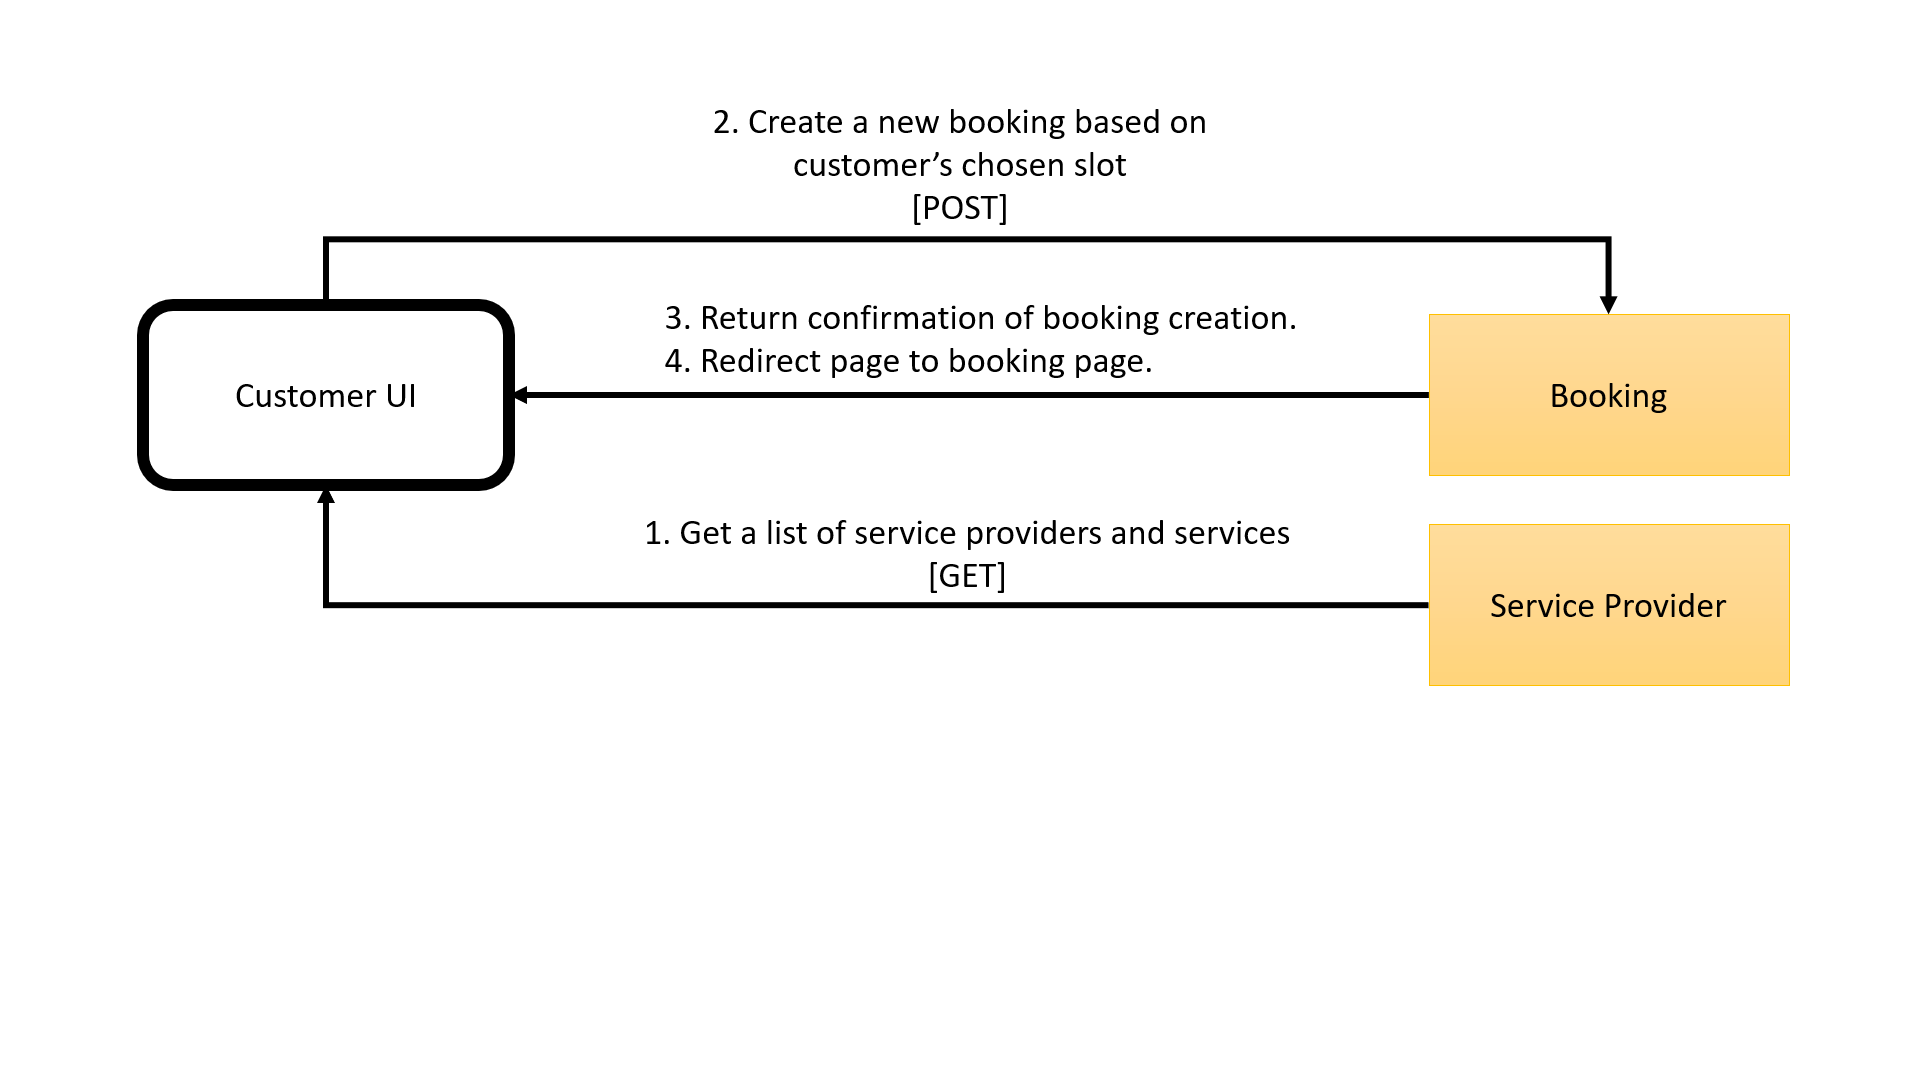 2. Create a new booking based on
customer’s chosen slot
[POST]
3. Return confirmation of booking creation.
4. Redirect page to booking page.
Customer UI
Booking
1. Get a list of service providers and services
[GET]
Service Provider